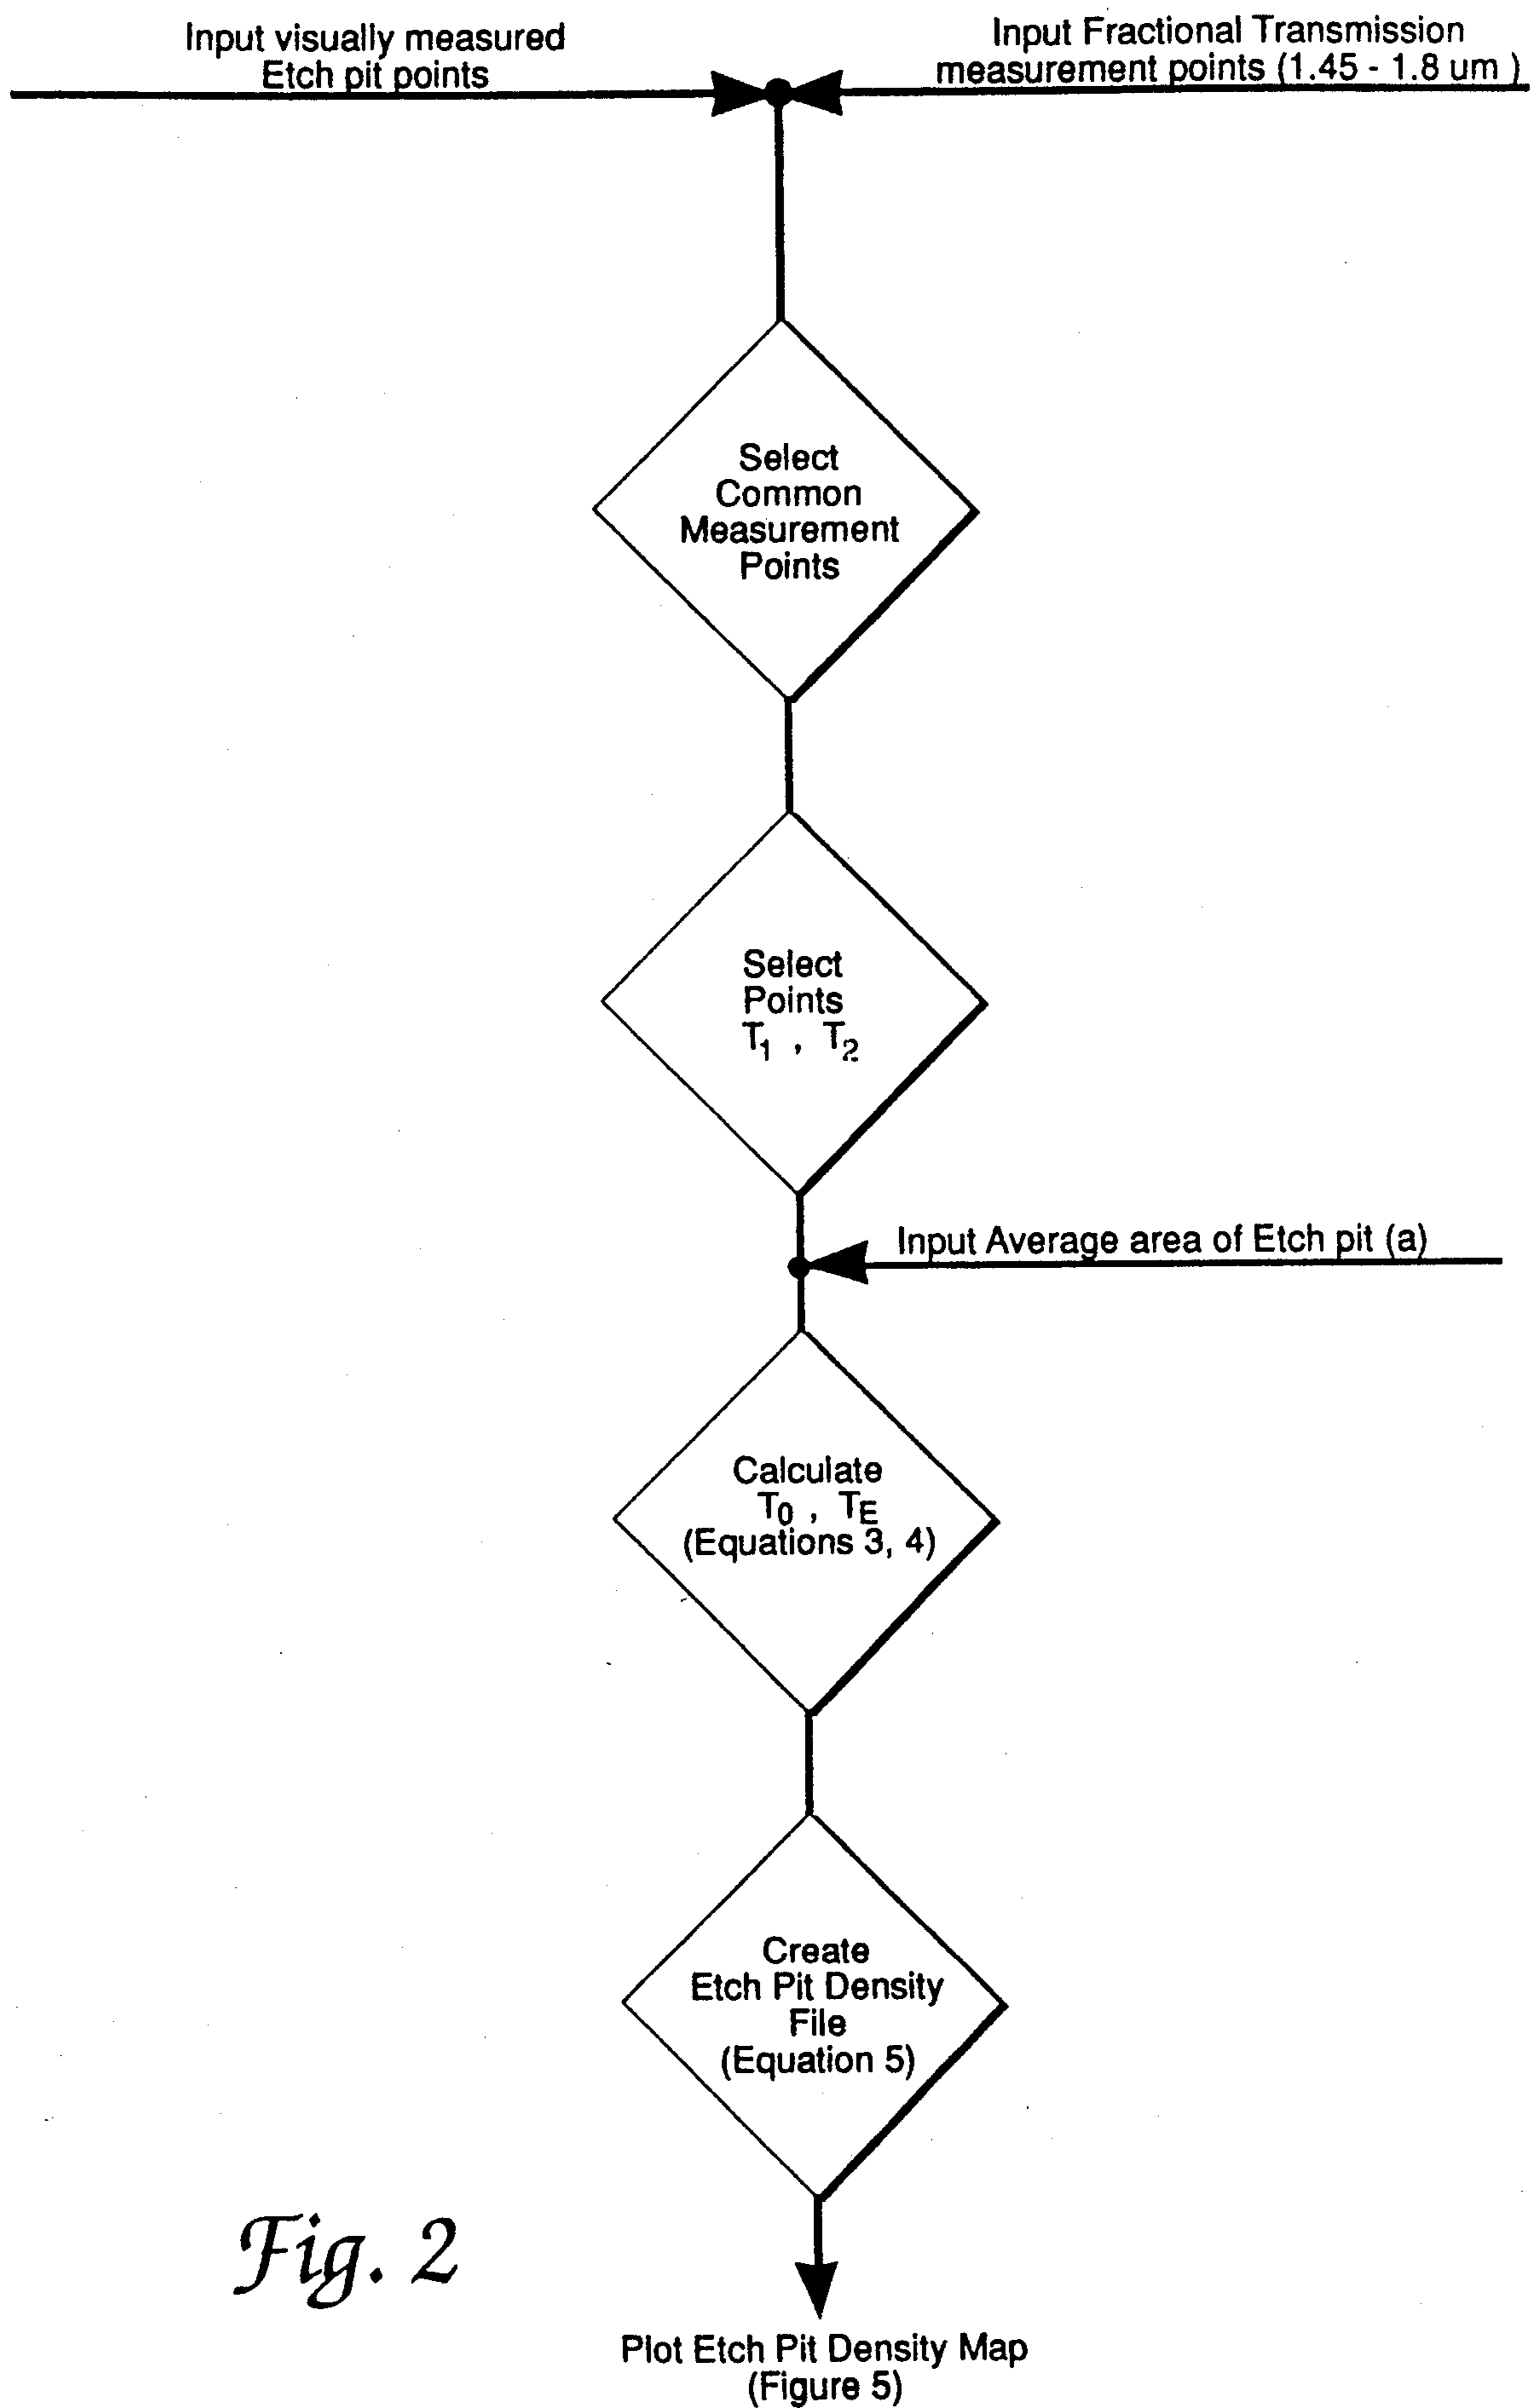 Input visually measured
Etch pit points
Input Fractional Transmission
measurement points (1.45 - 1.8 um )
Select
Common
Measurement
Points
Select
Points
T1 , T2
Input Average area of Etch pit (a)
Calculate
T0 , TE
(Equations 3, 4)
Create
Etch Pit Density
File
(Equation 5)
Fig. 2
Plot Etch Pit Density Map
(Figure 5)